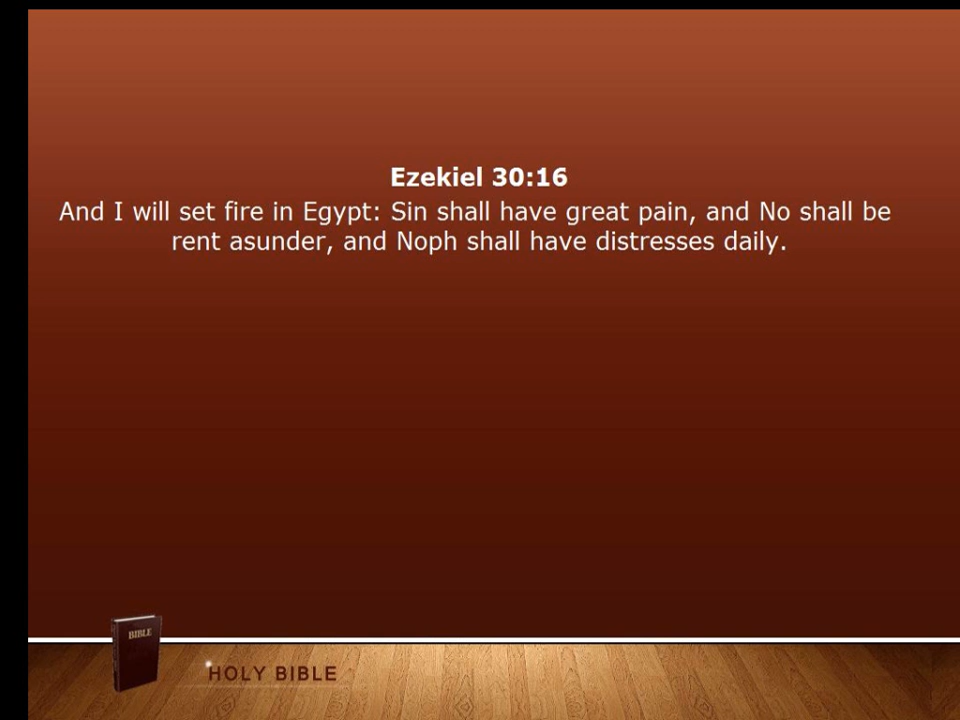 Ezekiel 30:16
And I will set fire in Egypt: Sin shall have great pain, and No shall be
rent asunder, and Noph shall have distresses daily.
BIBLE
HOLY BIBLE